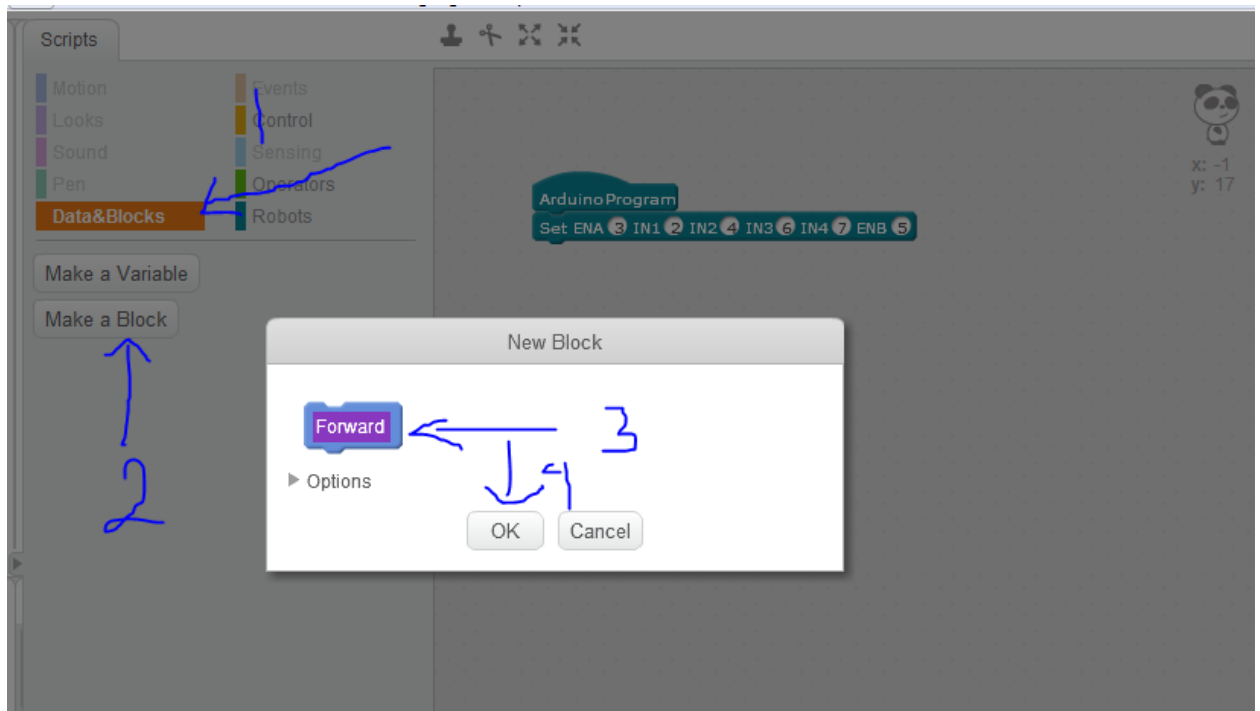 Scripts
Motion Events
Looks Control
Sound Sensing
Pen Operators
Data&Blocks Robots
1
Make a Variable
Make a Block
2
x: -1
y: 17
Arduino Program
Set ENA 3 IN1 2 IN2 4 IN3 6 IN4 7 ENB 5
New Block
Forward
3
Options
4
OK Cancel